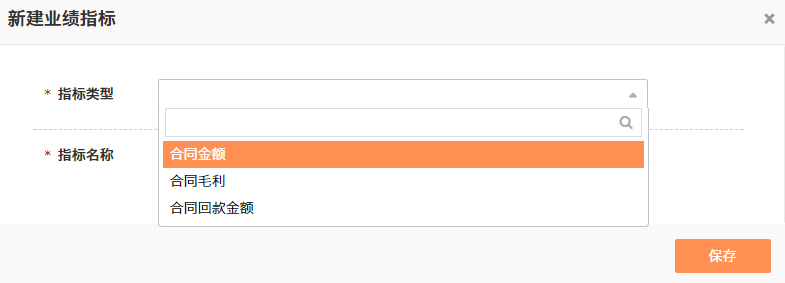 新建业绩指标
* 指标类型
合同金额
* 指标名称
合同毛利
合同回款金额
保存